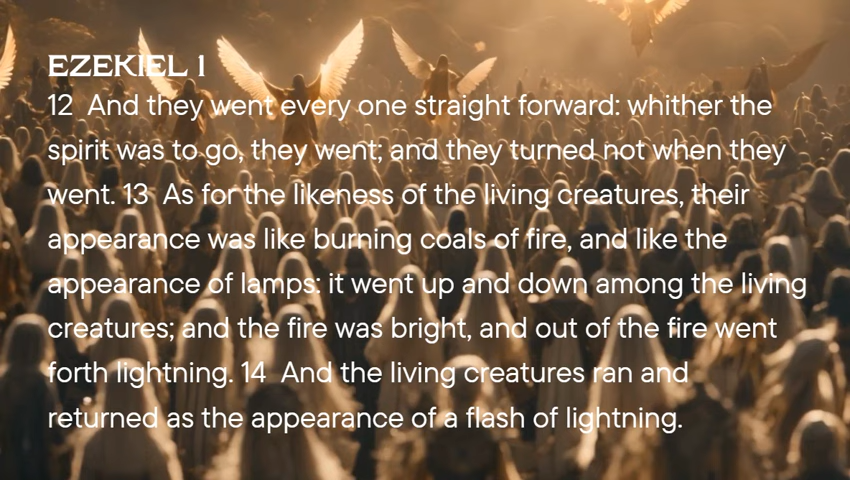 EZEKIEL 1
12 And they went every one straight forward: whither the
spirit was to go, they went; and they turned not when they
went. 13 As for the likeness of the living creatures, their
appearance was like burning coals of fire, and like the
appearance of lamps: it went up and down among the living
creatures; and the fire was bright, and out of the fire went
forth lightning. 14 And the living creatures ran and
returned as the appearance of a flash of lightning.